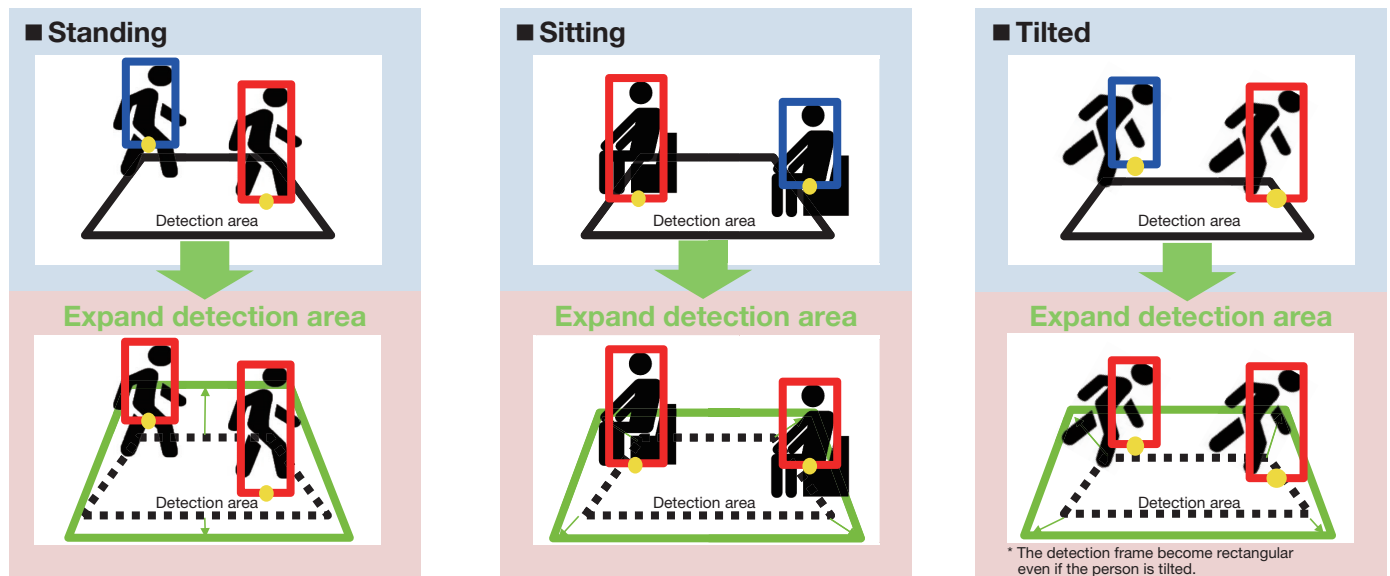 ■ Standing
Detection area
Expand detection area
Detection area
■ Sitting
Detection area
Expand detection area
Detection area
■ Tilted
Detection area
Expand detection area
Detection area
* The detection frame become rectangular
even if the person is tilted.